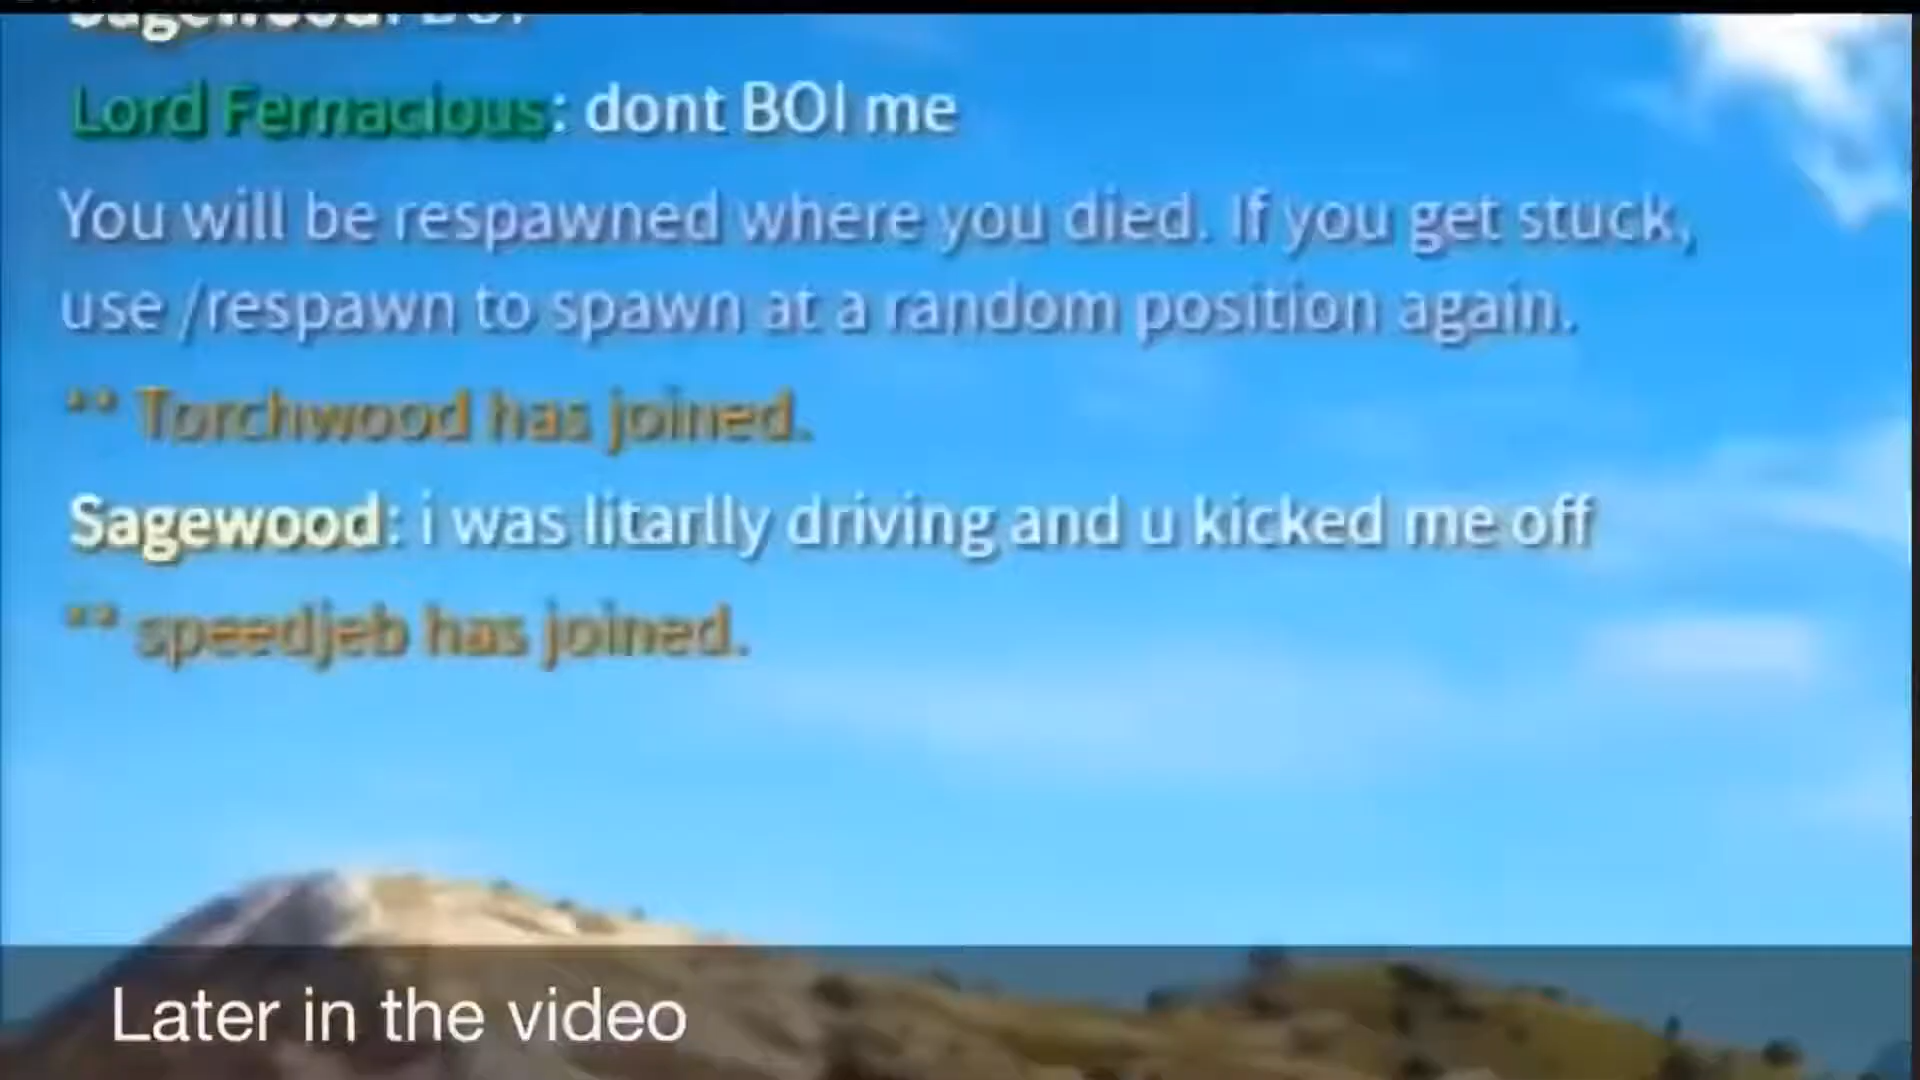 Sagewood: BOI
Lord Fernacious: dont BOI me
You will be respawned where you died. If you get stuck,
use /respawn to spawn at a random position again.
** Torchwood has joined.
Sagewood: i was litarlly driving and u kicked me off
** speedjeb has joined.
Later in the video